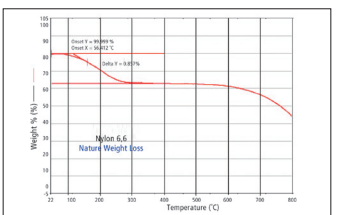 105
100
90
80
70
60
50
40
30
20
10
0
-5
Weight % (%)
Onset Y = 99,999 %
Onset X = 56,412 °C
Delta Y = 0.857%
Nylon 6,6
Nature Weight Loss
22 100 200 300 400 500 600 700 800
Temperature (°C)